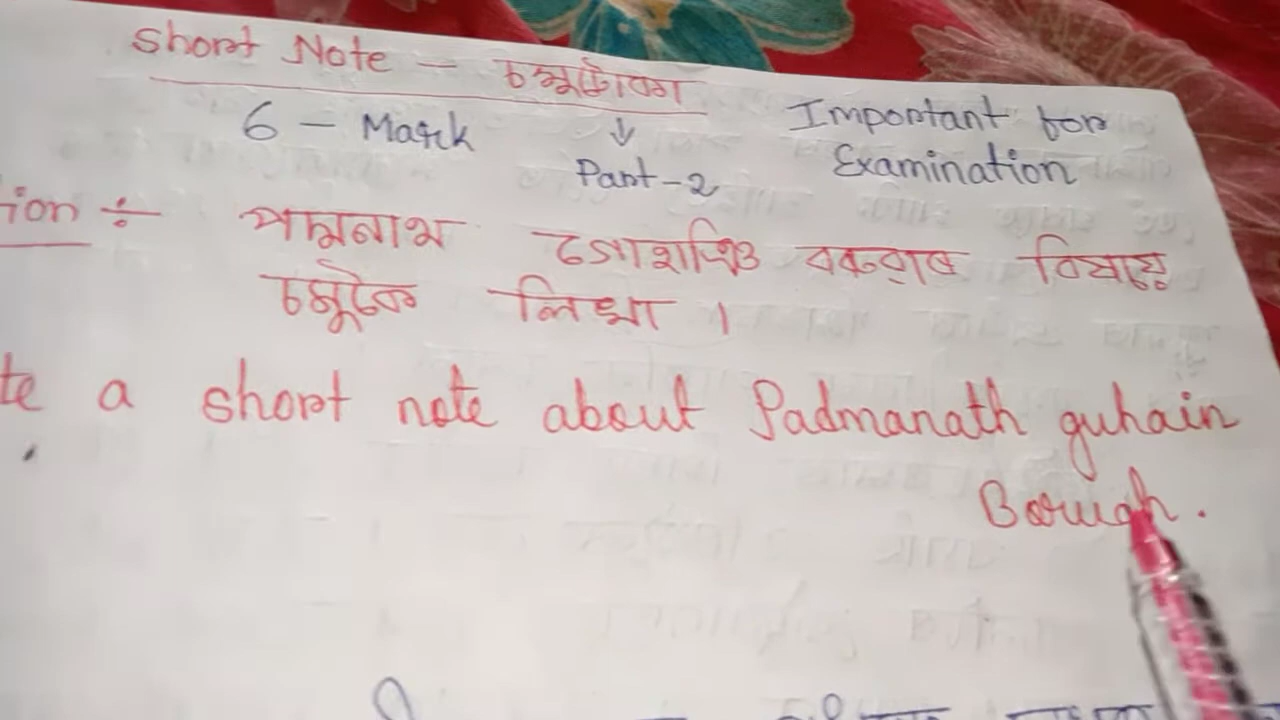 Short Note - চমুটোকা
6 - Mark
↓
Part-2
Important for
Examination
ion ÷ পদ্মনাথ গোহাঞি বৰুৱাৰ বিষয়ে
চমুকৈ লিখা ।
te a short note about Padmanath guhain
Boruah.